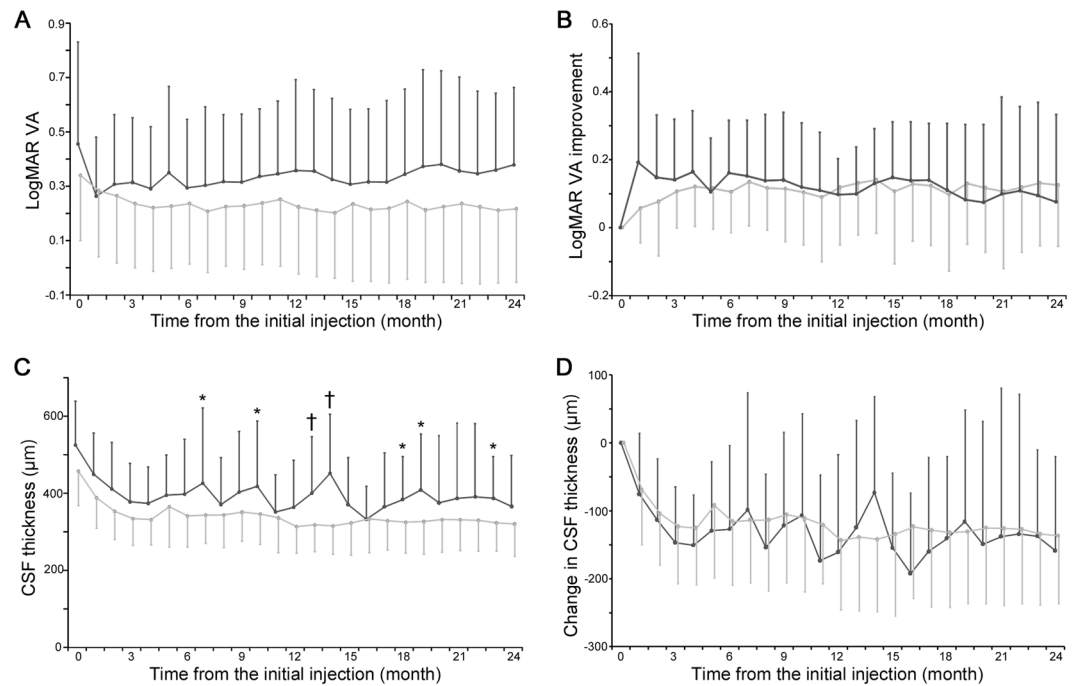 A
LogMAR VA
0.9
0.7
0.5
0.3
0.1
-0.1
0 3 6 9 12 15 18 21 24
Time from the initial injection (month)
B
LogMAR VA improvement
0.6
0.4
0.2
0
-0.2
0 3 6 9 12 15 18 21 24
Time from the initial injection (month)
C
CSF thickness (μm)
600
400
200
0
* * † † * * *
0 3 6 9 12 15 18 21 24
Time from the initial injection (month)
D
Change in CSF thickness (μm)
100
0
-100
-200
-300
0 3 6 9 12 15 18 21 24
Time from the initial injection (month)